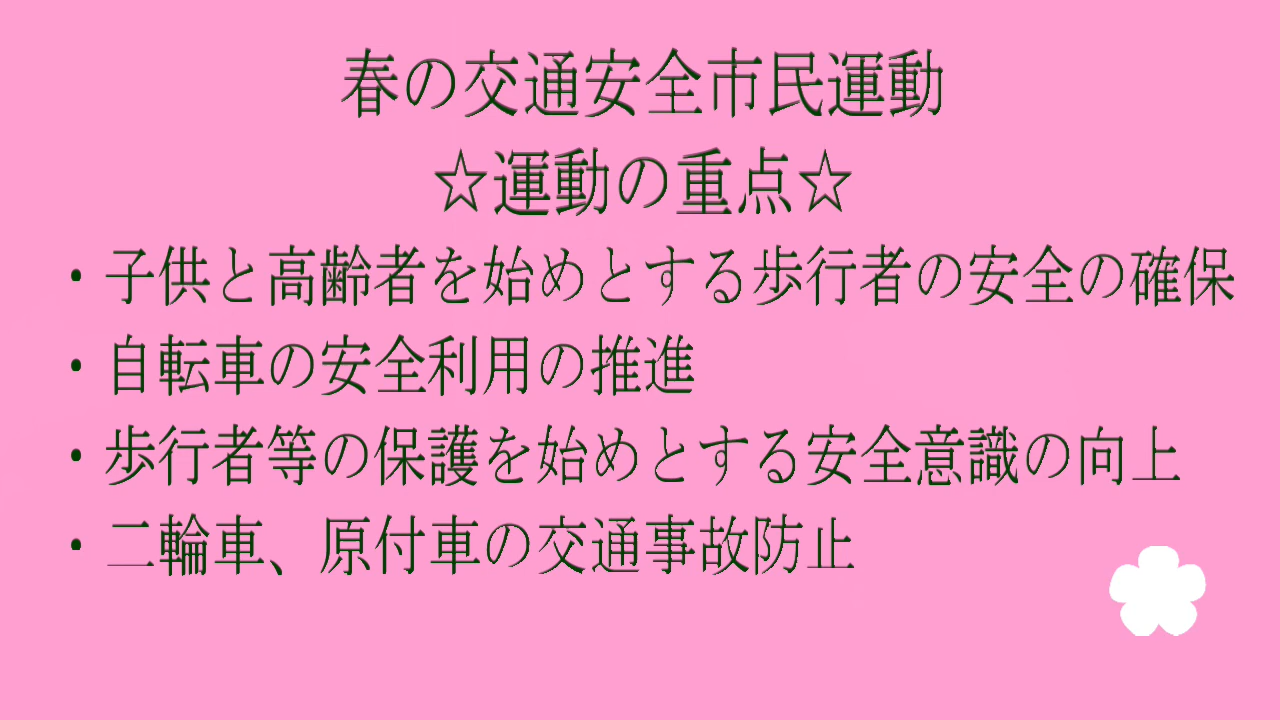 春の交通安全市民運動
☆運動の重点☆
・子供と高齢者を始めとする歩行者の安全の確保
・自転車の安全利用の推進
・歩行者等の保護を始めとする安全意識の向上
・二輪車、原付車の交通事故防止